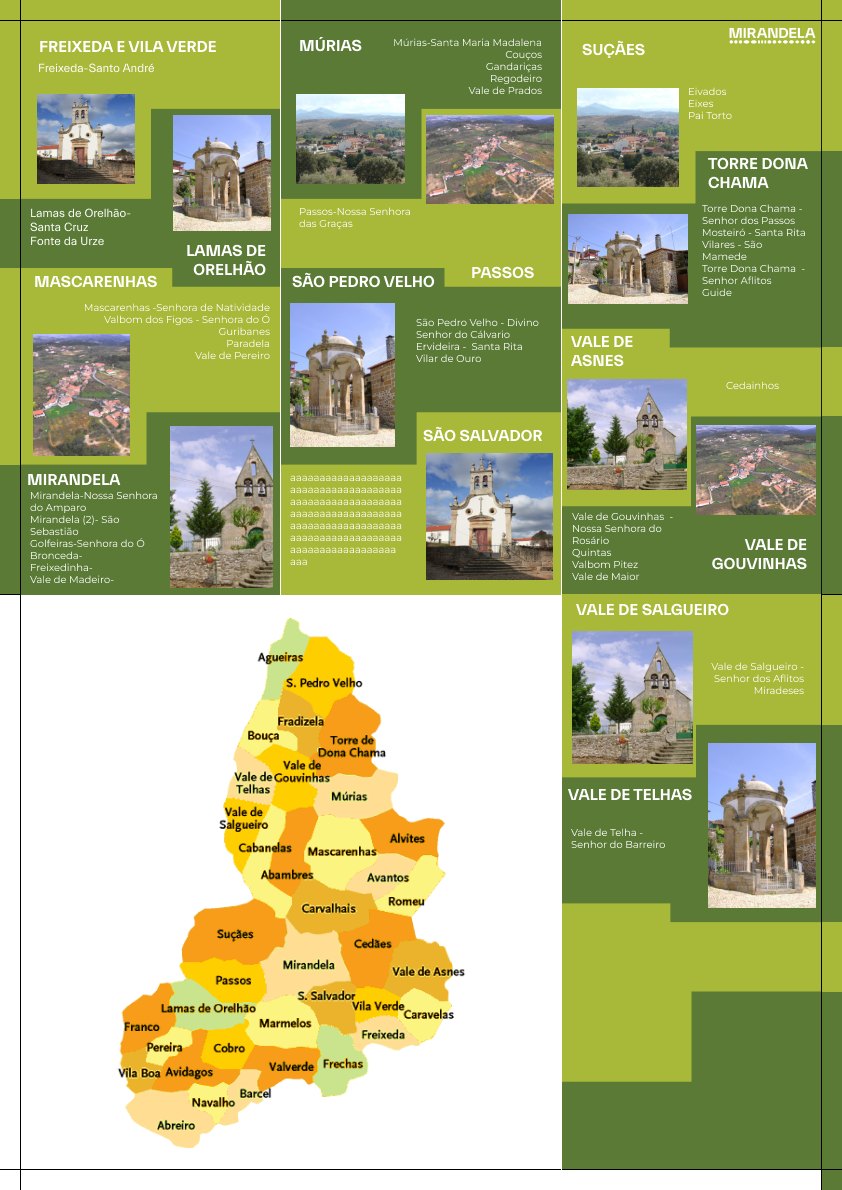 FREIXEDA E VILA VERDE
Freixeda-Santo André
Lamas de Orelhão-
Santa Cruz
Fonte da Urze
LAMAS DE
ORELHÃO
MASCARENHAS
Mascarenhas -Senhora de Natividade
Valbom dos Figos - Senhora do Ó
Guribanes
Paradela
Vale de Pereiro
MIRANDELA
Mirandela-Nossa Senhora
do Amparo
Mirandela (2)- São
Sebastião
Golfeiras-Senhora do Ó
Bronceda-
Freixedinha-
Vale de Madeiro-
MÚRIAS
Múrias-Santa Maria Madalena
Couços
Gandariças
Regodeiro
Vale de Prados
Passos-Nossa Senhora
das Graças
PASSOS
SÃO PEDRO VELHO
São Pedro Velho - Divino
Senhor do Cálvario
Ervideira - Santa Rita
Vilar de Ouro
SÃO SALVADOR
aaaaaaaaaaaaaaaaaaa
aaaaaaaaaaaaaaaaaaa
aaaaaaaaaaaaaaaaaaa
aaaaaaaaaaaaaaaaaaa
aaaaaaaaaaaaaaaaaaa
aaaaaaaaaaaaaaaaaaa
aaaaaaaaaaaaaaaaaa
aaa
MIRANDELA
SUÇÃES
Eivados
Eixes
Pai Torto
TORRE DONA
CHAMA
Torre Dona Chama -
Senhor dos Passos
Mosteiró - Santa Rita
Vilares - São
Mamede
Torre Dona Chama -
Senhor Aflitos
Guide
VALE DE
ASNES
Cedainhos
Vale de Gouvinhas -
Nossa Senhora do
Rosário
Quintas
Valbom Pitez
Vale de Maior
VALE DE
GOUVINHAS
VALE DE SALGUEIRO
Vale de Salgueiro -
Senhor dos Aflitos
Miradeses
VALE DE TELHAS
Vale de Telha -
Senhor do Barreiro
Agueiras
S. Pedro Velho
Fradizela
Bouça
Torre de
Dona Chama
Vale de
Gouvinhas
Vale de
Telhas
Múrias
Vale de
Salgueiro
Cabanelas
Mascarenhas
Alvites
Abambres
Avantos
Romeu
Carvalhais
Suçães
Cedães
Mirandela
Vale de Asnes
Passos
S. Salvador
Vila Verde
Lamas de Orelhão
Caravelas
Franco
Marmelos
Freixeda
Pereira
Cobro
Vila Boa
Avidagos
Valverde
Frechas
Barcel
Navalho
Abreiro